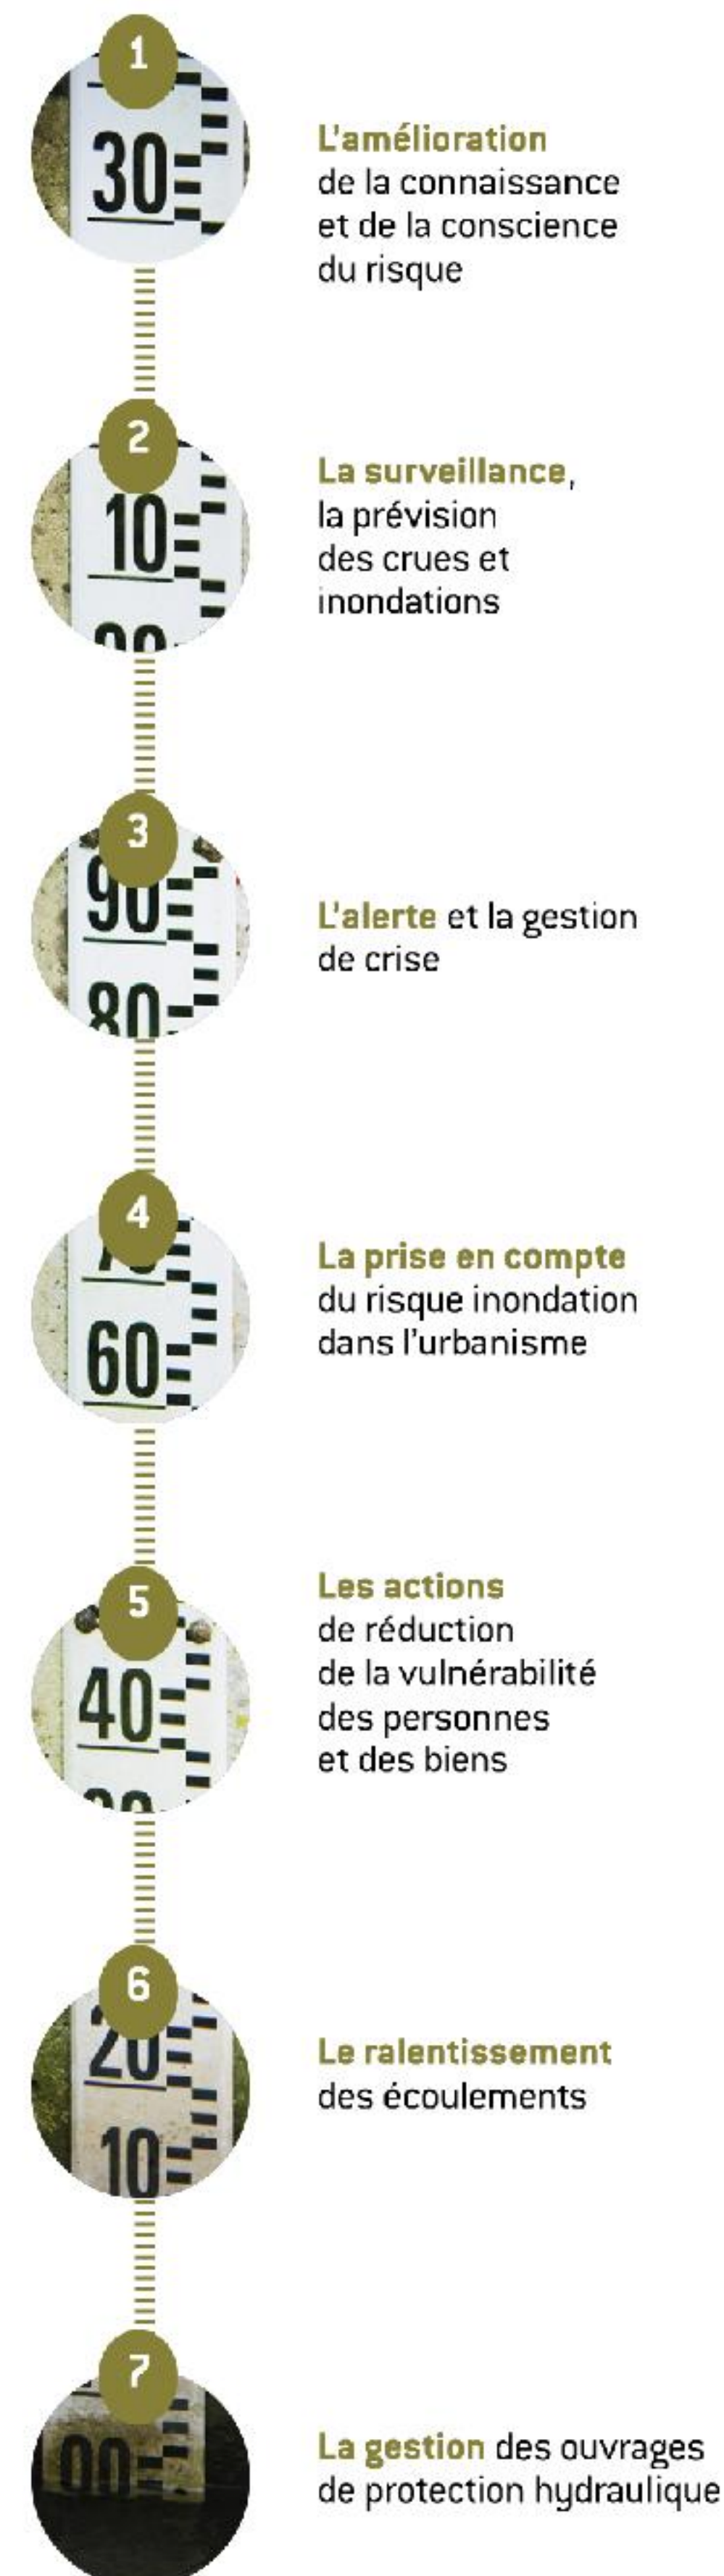 1
30
L'amélioration
de la connaissance
et de la conscience
du risque
2
10
La surveillance,
la prévision
des crues et
inondations
3
90
80
L'alerte et la gestion
de crise
4
60
La prise en compte
du risque inondation
dans l'urbanisme
5
40
Les actions
de réduction
de la vulnérabilité
des personnes
et des biens
6
20
10
Le ralentissement
des écoulements
7
00
La gestion des ouvrages
de protection hydraulique